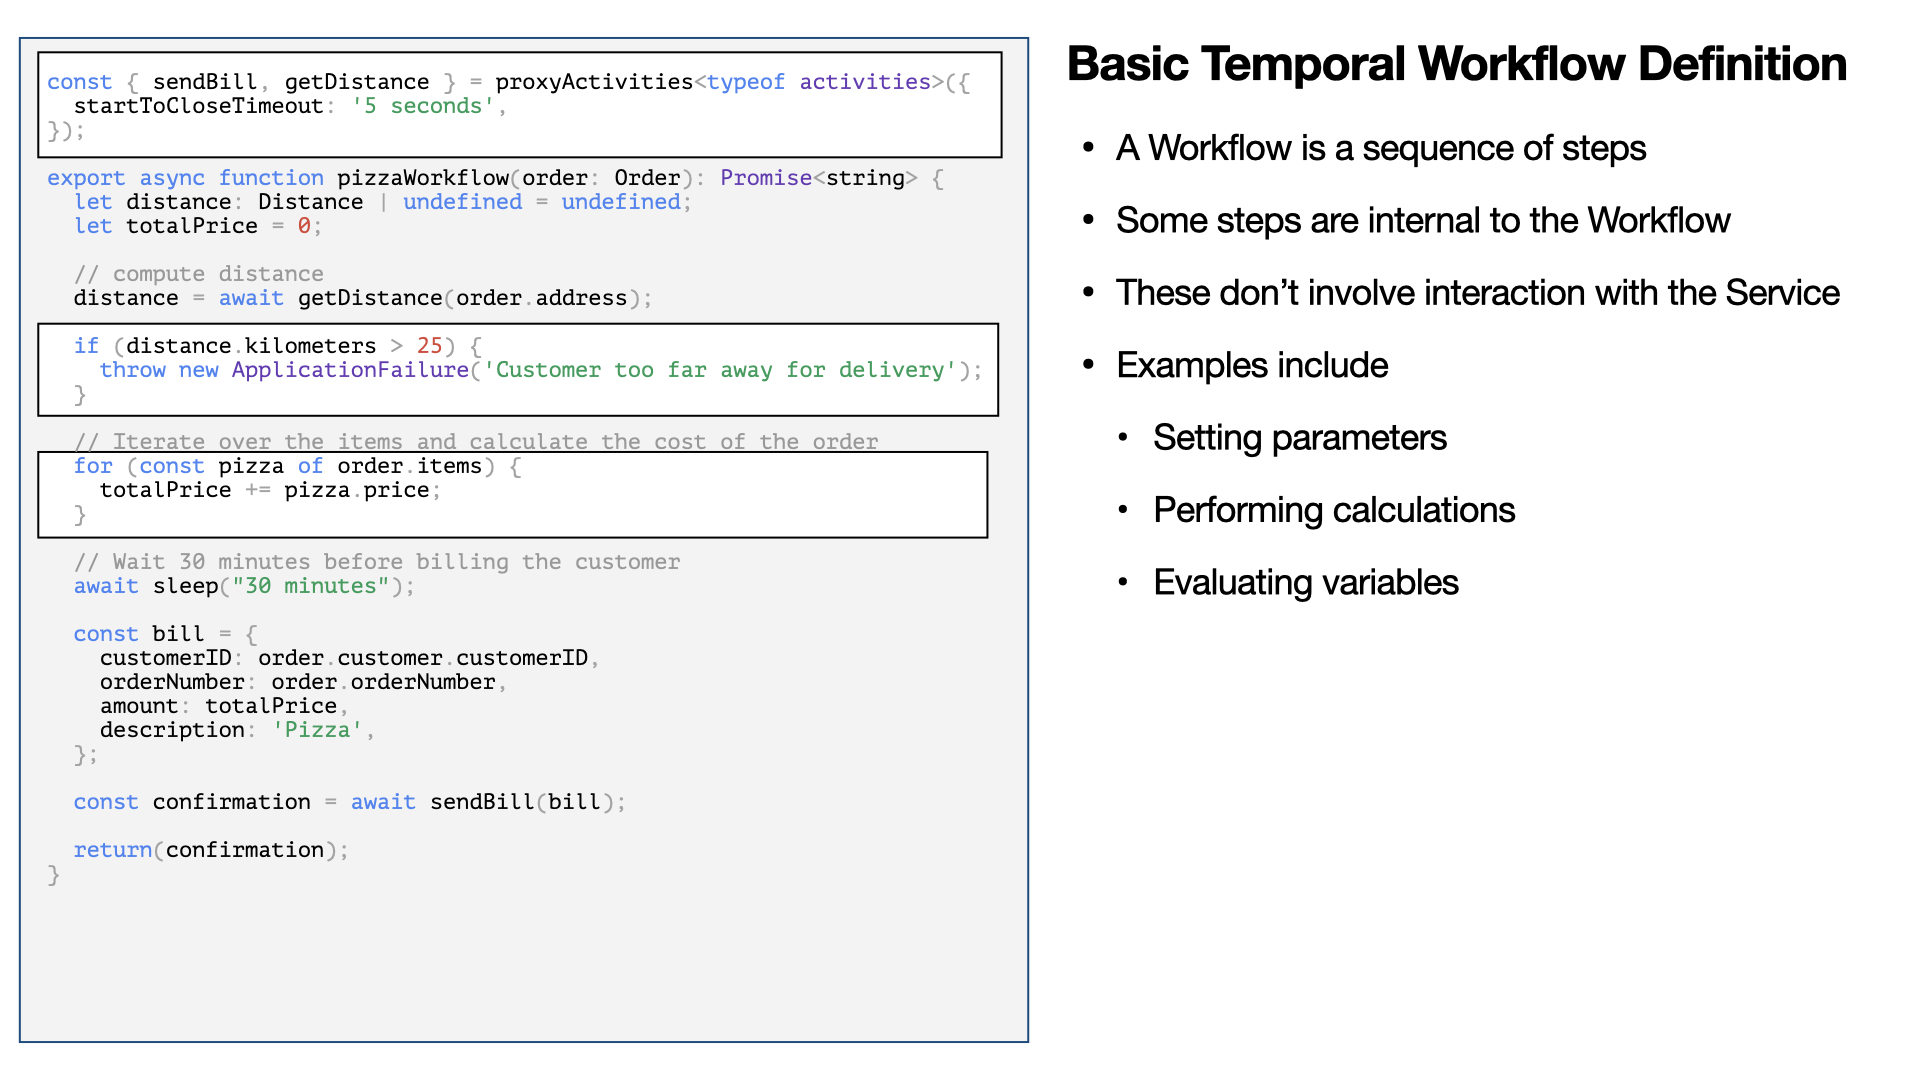 const { sendBill, getDistance } = proxyActivities<typeof activities>({
  startToCloseTimeout: '5 seconds',
});
export async function pizzaWorkflow(order: Order): Promise<string> {
  let distance: Distance | undefined = undefined;
  let totalPrice = 0;
  // compute distance
  distance = await getDistance(order.address);
  if (distance.kilometers > 25) {
    throw new ApplicationFailure('Customer too far away for delivery');
  }
  // Iterate over the items and calculate the cost of the order
  for (const pizza of order.items) {
    totalPrice += pizza.price;
  }
  // Wait 30 minutes before billing the customer
  await sleep("30 minutes");
  const bill = {
    customerID: order.customer.customerID,
    orderNumber: order.orderNumber,
    amount: totalPrice,
    description: 'Pizza',
  };
  const confirmation = await sendBill(bill);
  return(confirmation);
}
Basic Temporal Workflow Definition
• A Workflow is a sequence of steps
• Some steps are internal to the Workflow
• These don’t involve interaction with the Service
• Examples include
• Setting parameters
• Performing calculations
• Evaluating variables